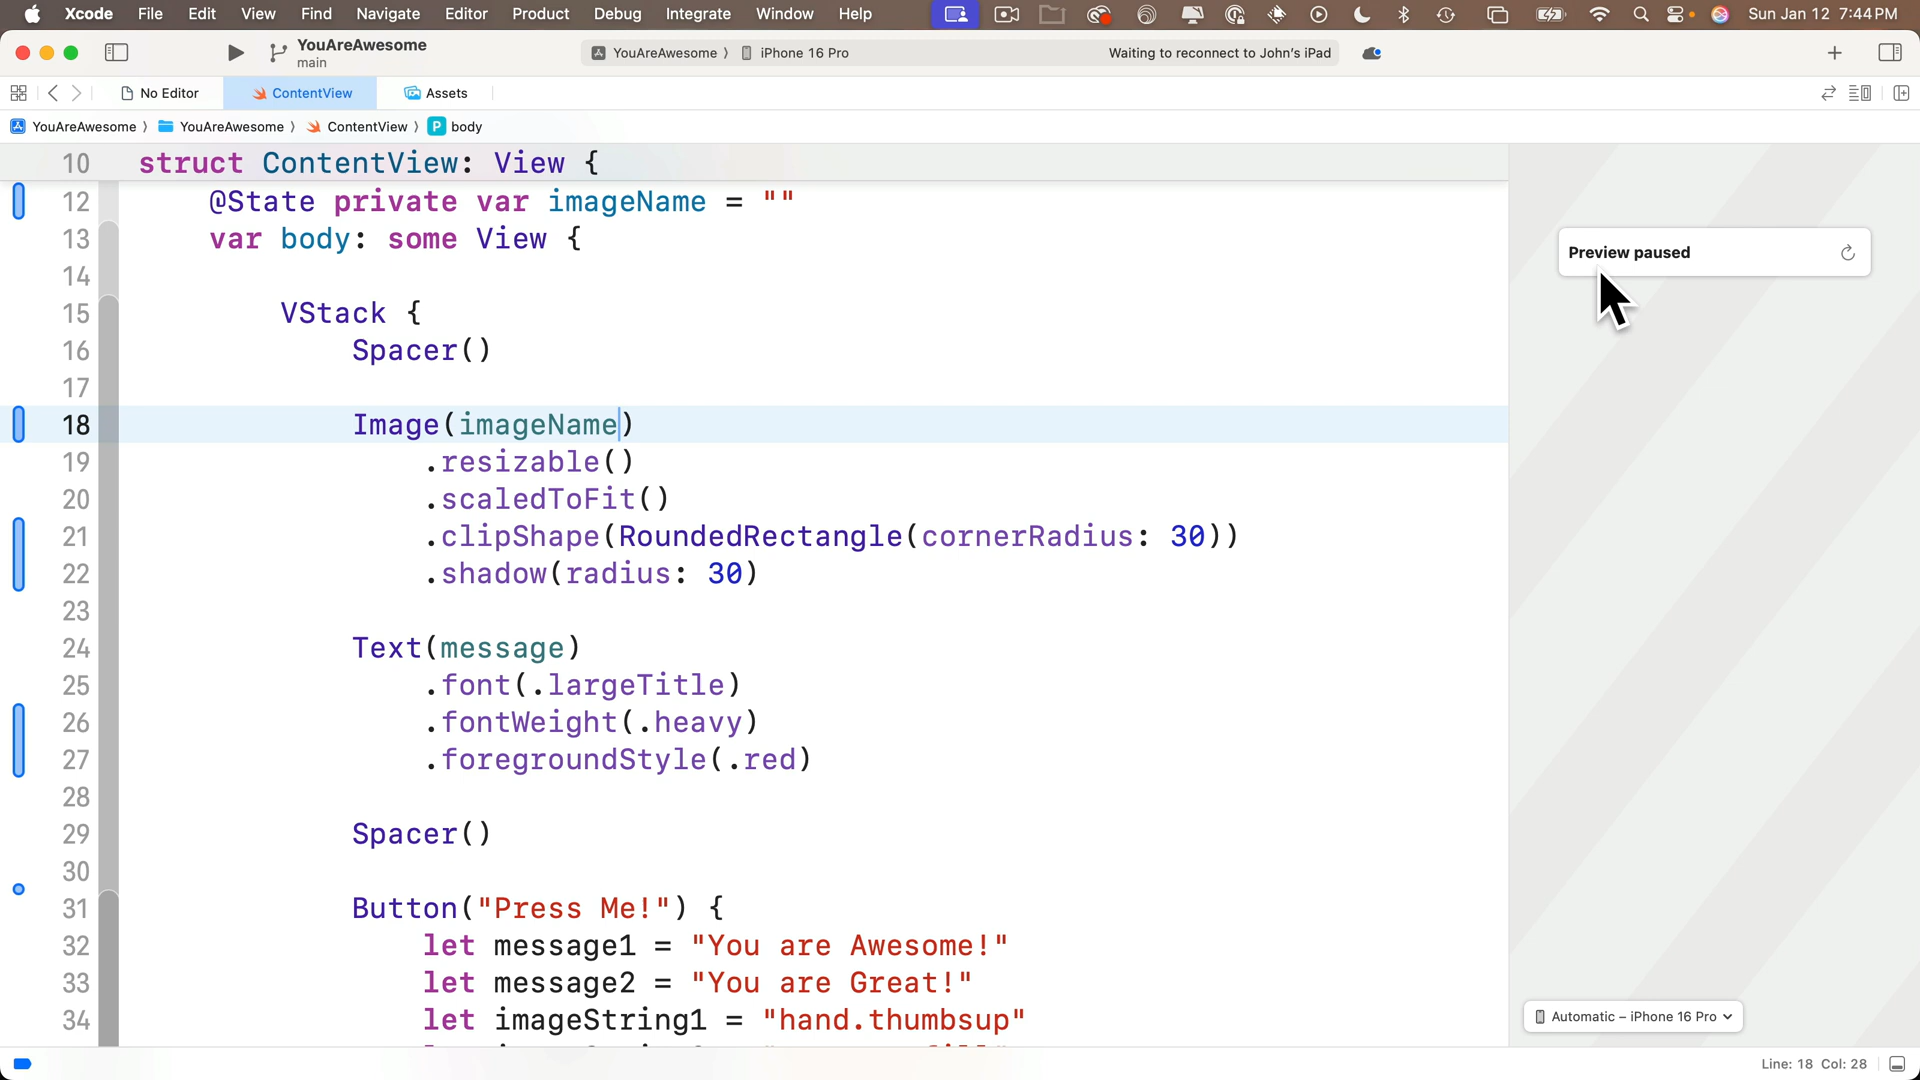 Xcode File Edit View Find Navigate Editor Product Debug Integrate Window Help Sun Jan 12 7:44 PM
YouAreAwesome
main
YouAreAwesome 〉 iPhone 16 Pro Waiting to reconnect to John's iPad
No Editor ContentView Assets
YouAreAwesome 〉 YouAreAwesome 〉 ContentView 〉 P body
10 struct ContentView: View {
12 @State private var imageName = ""
13 var body: some View {
14
15 VStack {
16 Spacer()
17
18 Image(imageName)
19 .resizable()
20 .scaledToFit()
21 .clipShape(RoundedRectangle(cornerRadius: 30))
22 .shadow(radius: 30)
23
24 Text(message)
25 .font(.largeTitle)
26 .fontWeight(.heavy)
27 .foregroundStyle(.red)
28
29 Spacer()
30
31 Button("Press Me!") {
32 let message1 = "You are Awesome!"
33 let message2 = "You are Great!"
34 let imageString1 = "hand.thumbsup"
Preview paused
Automatic – iPhone 16 Pro
Line: 18 Col: 28